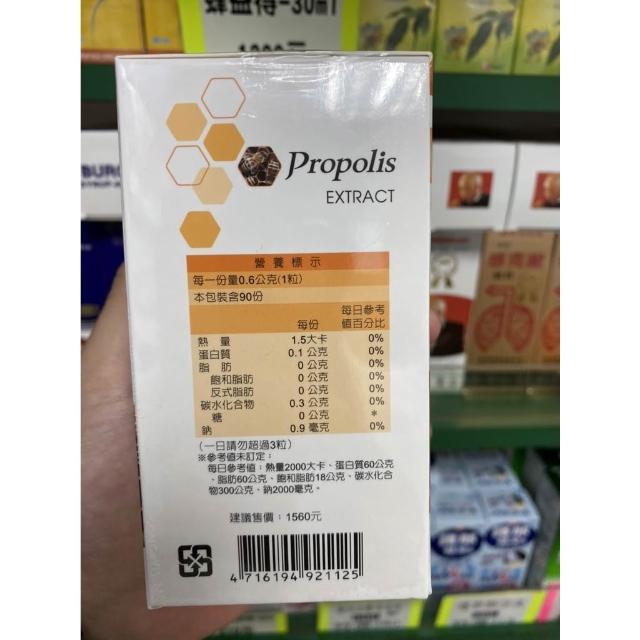 蜂蠱得-30ml
Propolis
EXTRACT
BURG
營養標示
每一份量0.6公克(1粒)
本包裝含90份
每份 每日參考值百分比
熱量 1.5大卡 0%
蛋白質 0.1 公克 0%
脂肪 0 公克 0%
飽和脂肪 0 公克 0%
反式脂肪 0 公克 0%
碳水化合物 0.3 公克 0%
糖 0 公克 *
鈉 0.9 毫克 0%
(一日請勿超過3粒)
※參考值未訂定:
每日參考值:熱量2000大卡、蛋白質60公克
、脂肪60公克、飽和脂肪18公克、碳水化合
物300公克、鈉2000毫克。
建議售價:1560元
4 716194 921125